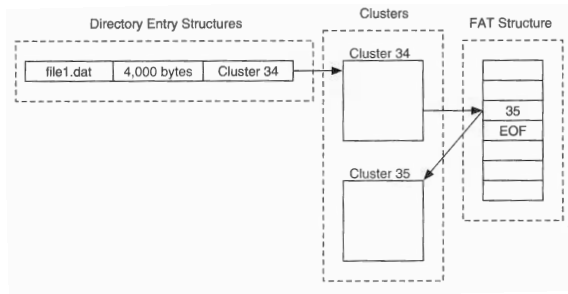 Directory Entry Structures
Clusters
FAT Structure
file1.dat 4,000 bytes Cluster 34
Cluster 34
35
EOF
Cluster 35